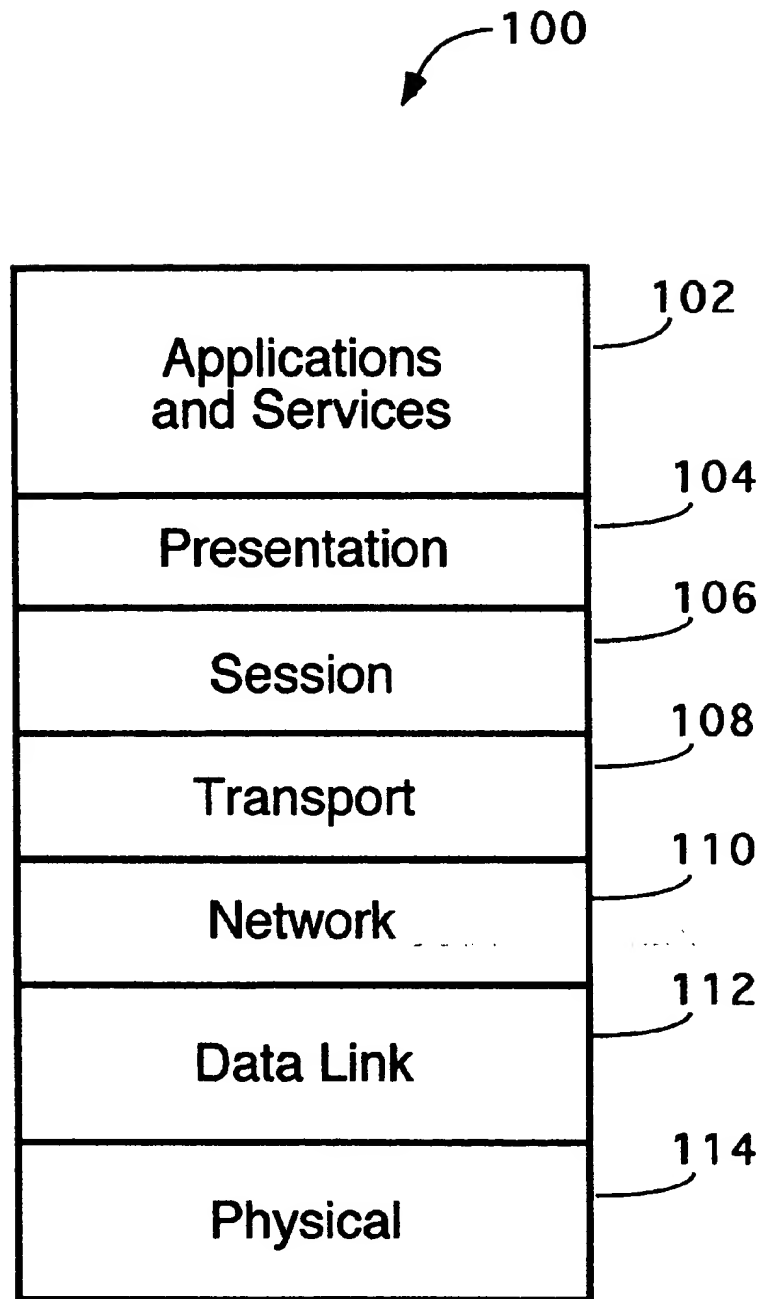 100
102
Applications
and Services
104
Presentation
106
Session
108
Transport
110
Network
112
Data Link
114
Physical